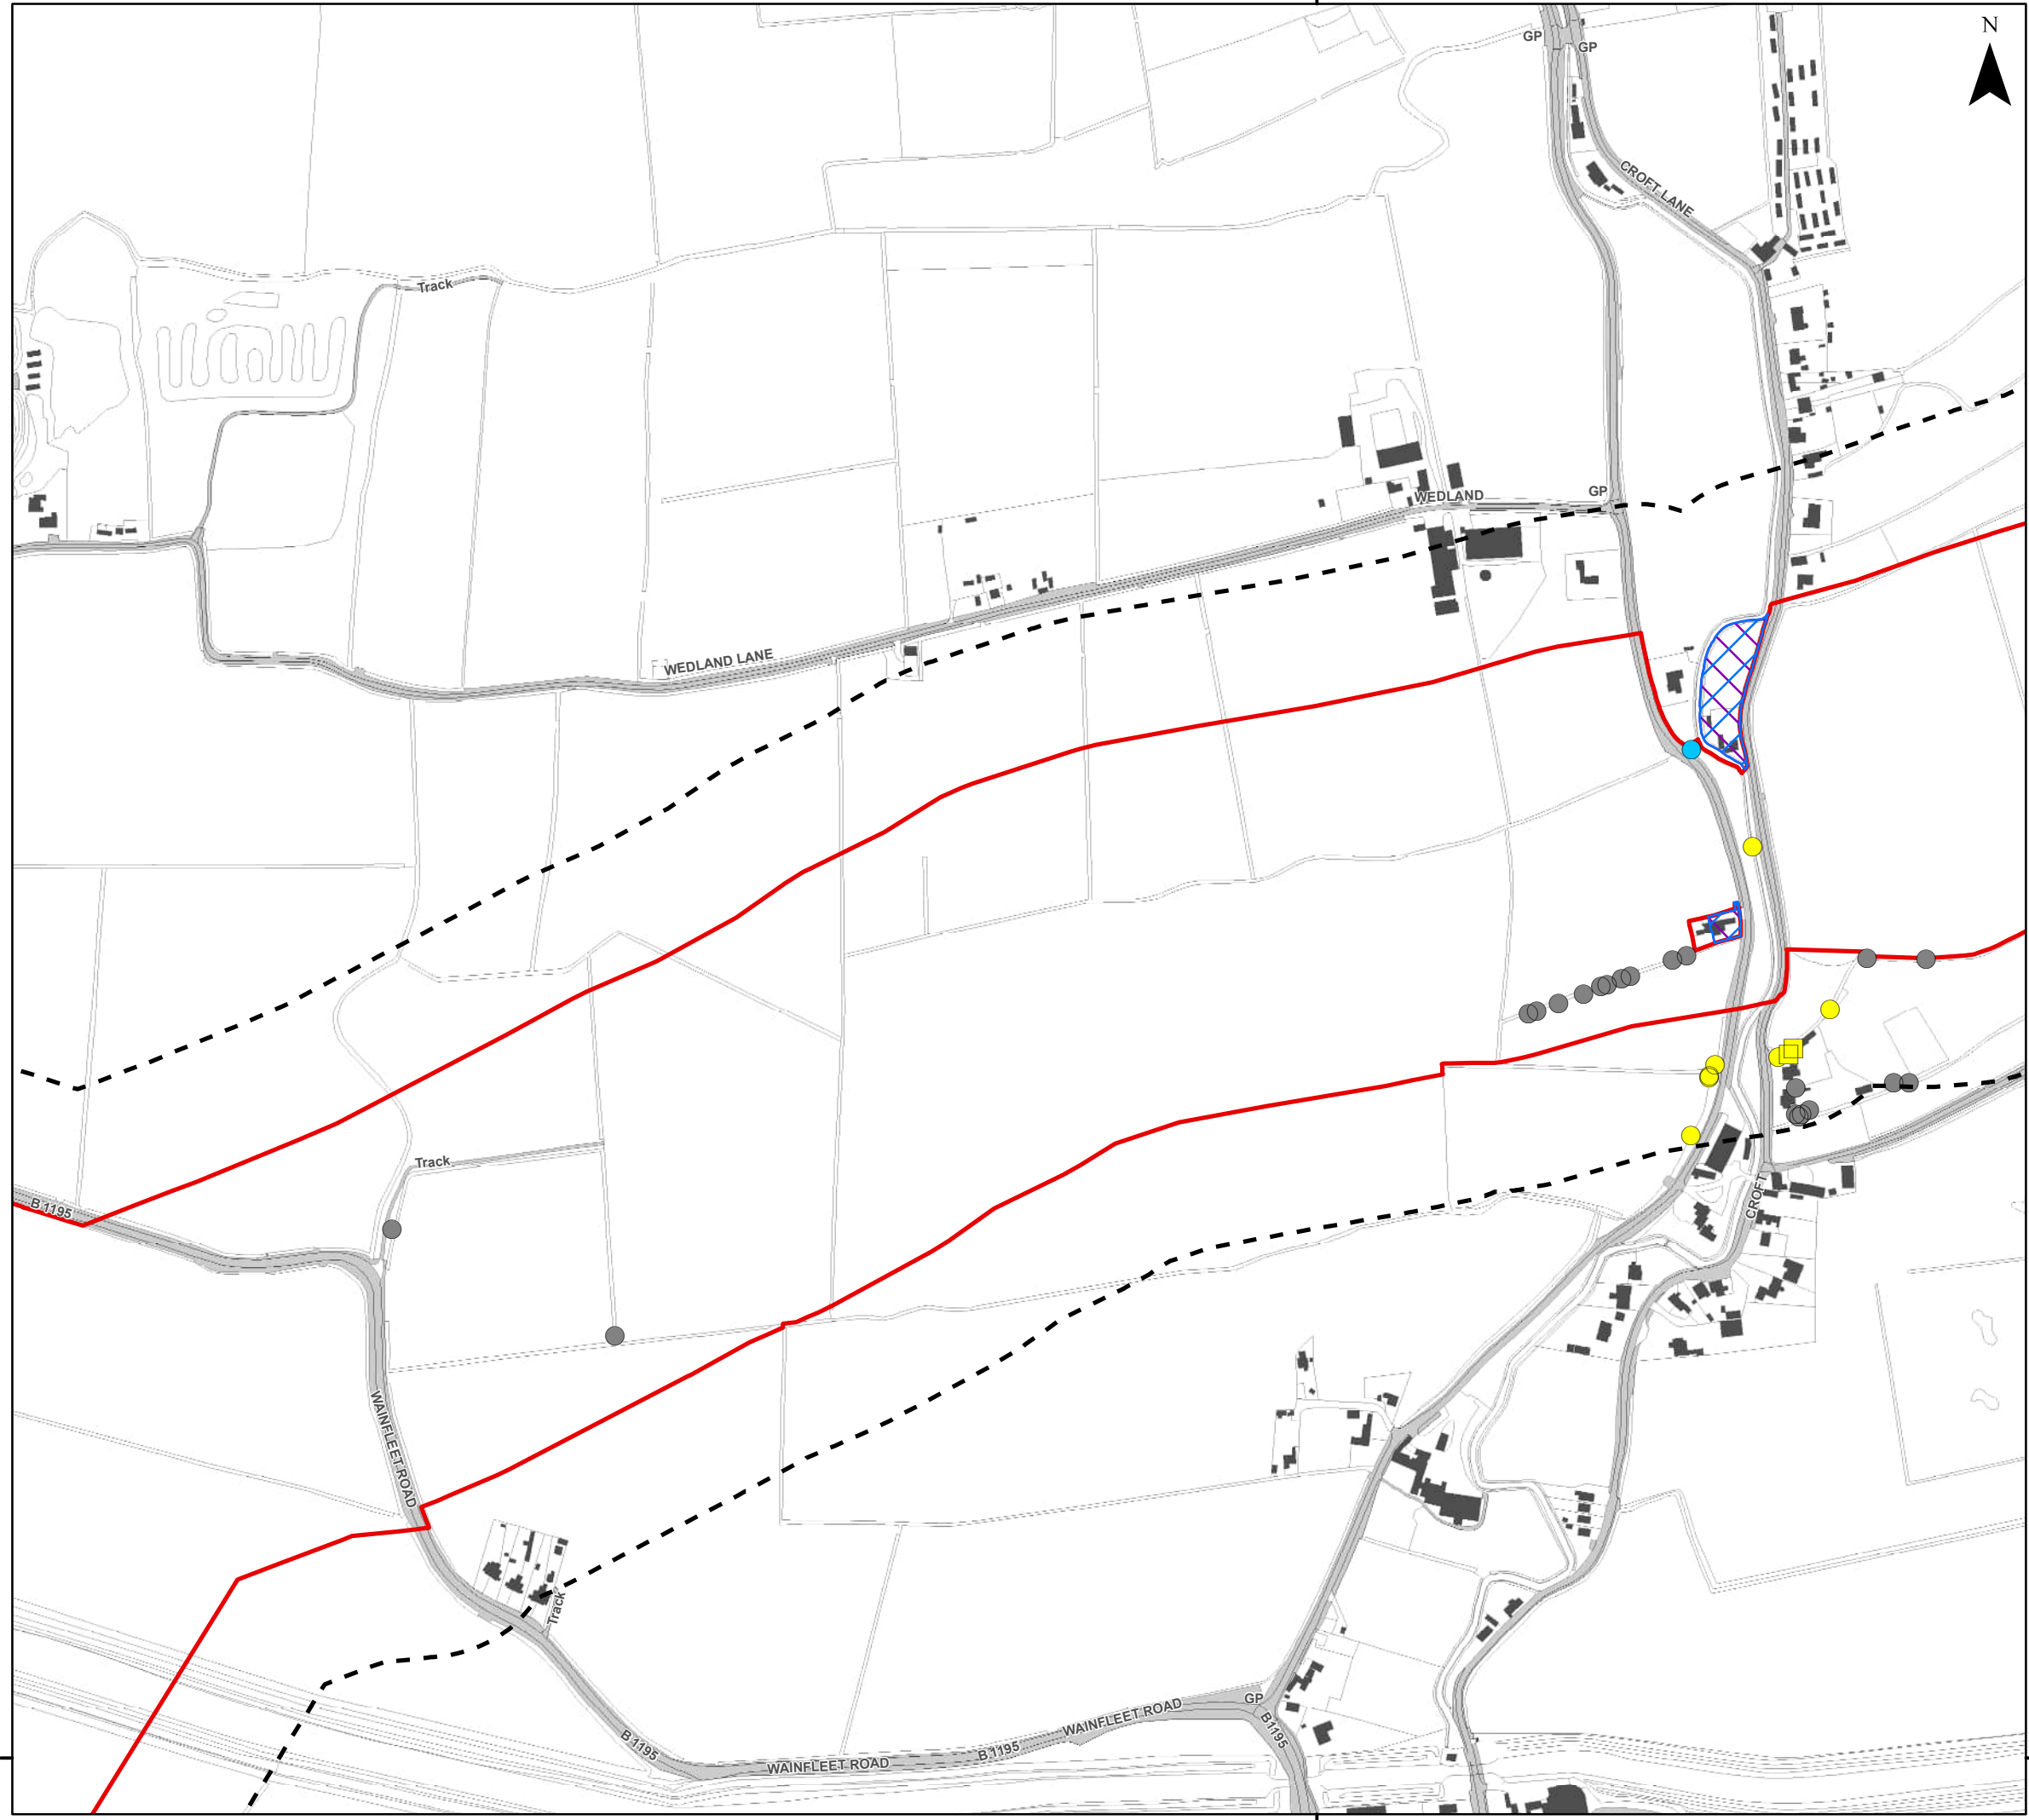 N
GP
GP
CROFT LANE
Track
WEDLAND
GP
WEDLAND LANE
Track
B 1195
CROFT
WAINFLEET ROAD
Track
GP
WAINFLEET ROAD
B 1195
B 1195
B 1195
WAINFLEET ROAD